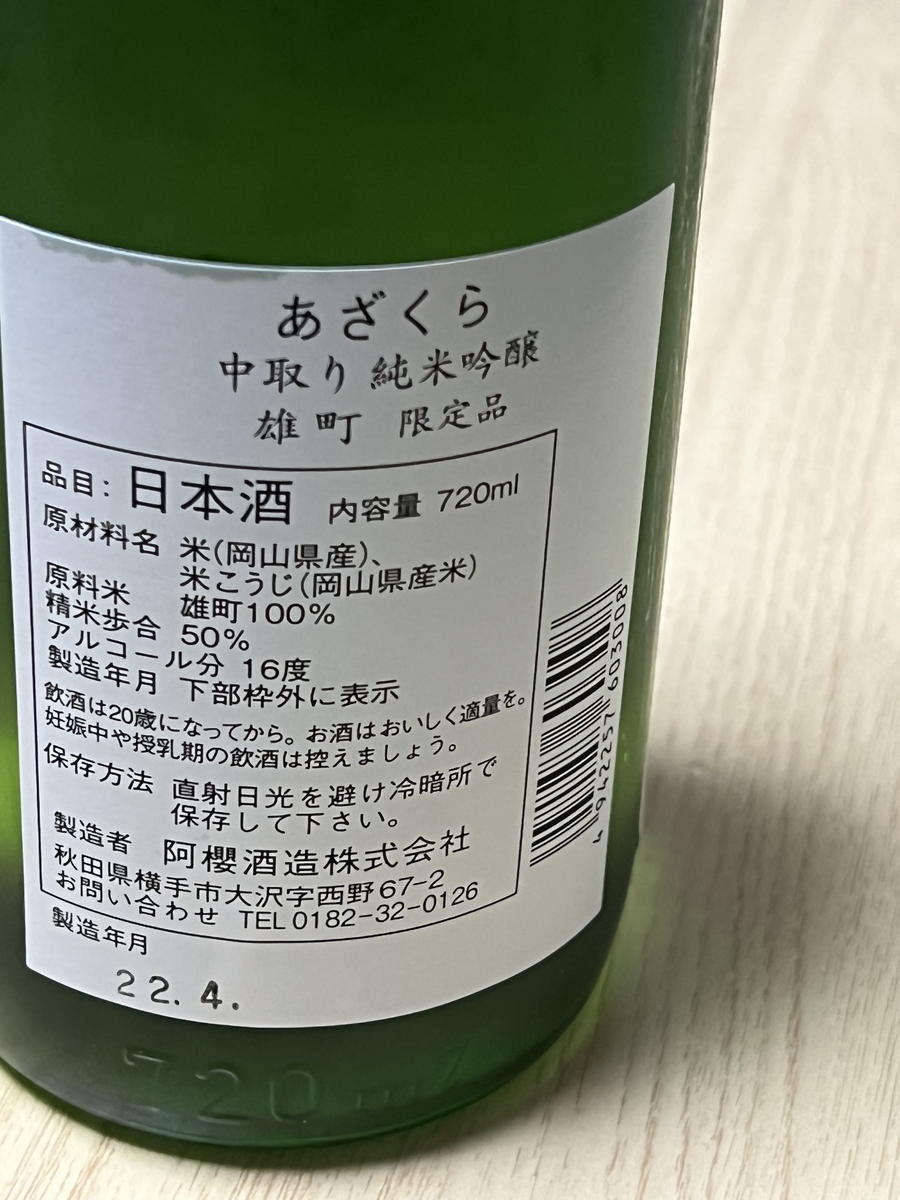 あざくら
中取り 純米吟醸
雄町 限定品
品目: 日本酒 内容量 720ml
原材料名 米(岡山県産)、
米こうじ(岡山県産米)
原料米 雄町100%
精米歩合 50%
アルコール分 16度
製造年月 下部枠外に表示
飲酒は20歳になってから。お酒はおいしく適量を。
妊娠中や授乳期の飲酒は控えましょう。
保存方法 直射日光を避け冷暗所で
保存して下さい。
製造者 阿櫻酒造株式会社
秋田県横手市大沢字西野67-2
お問い合わせ TEL0182-32-0126
製造年月
22.4.
4942257603008
720ml